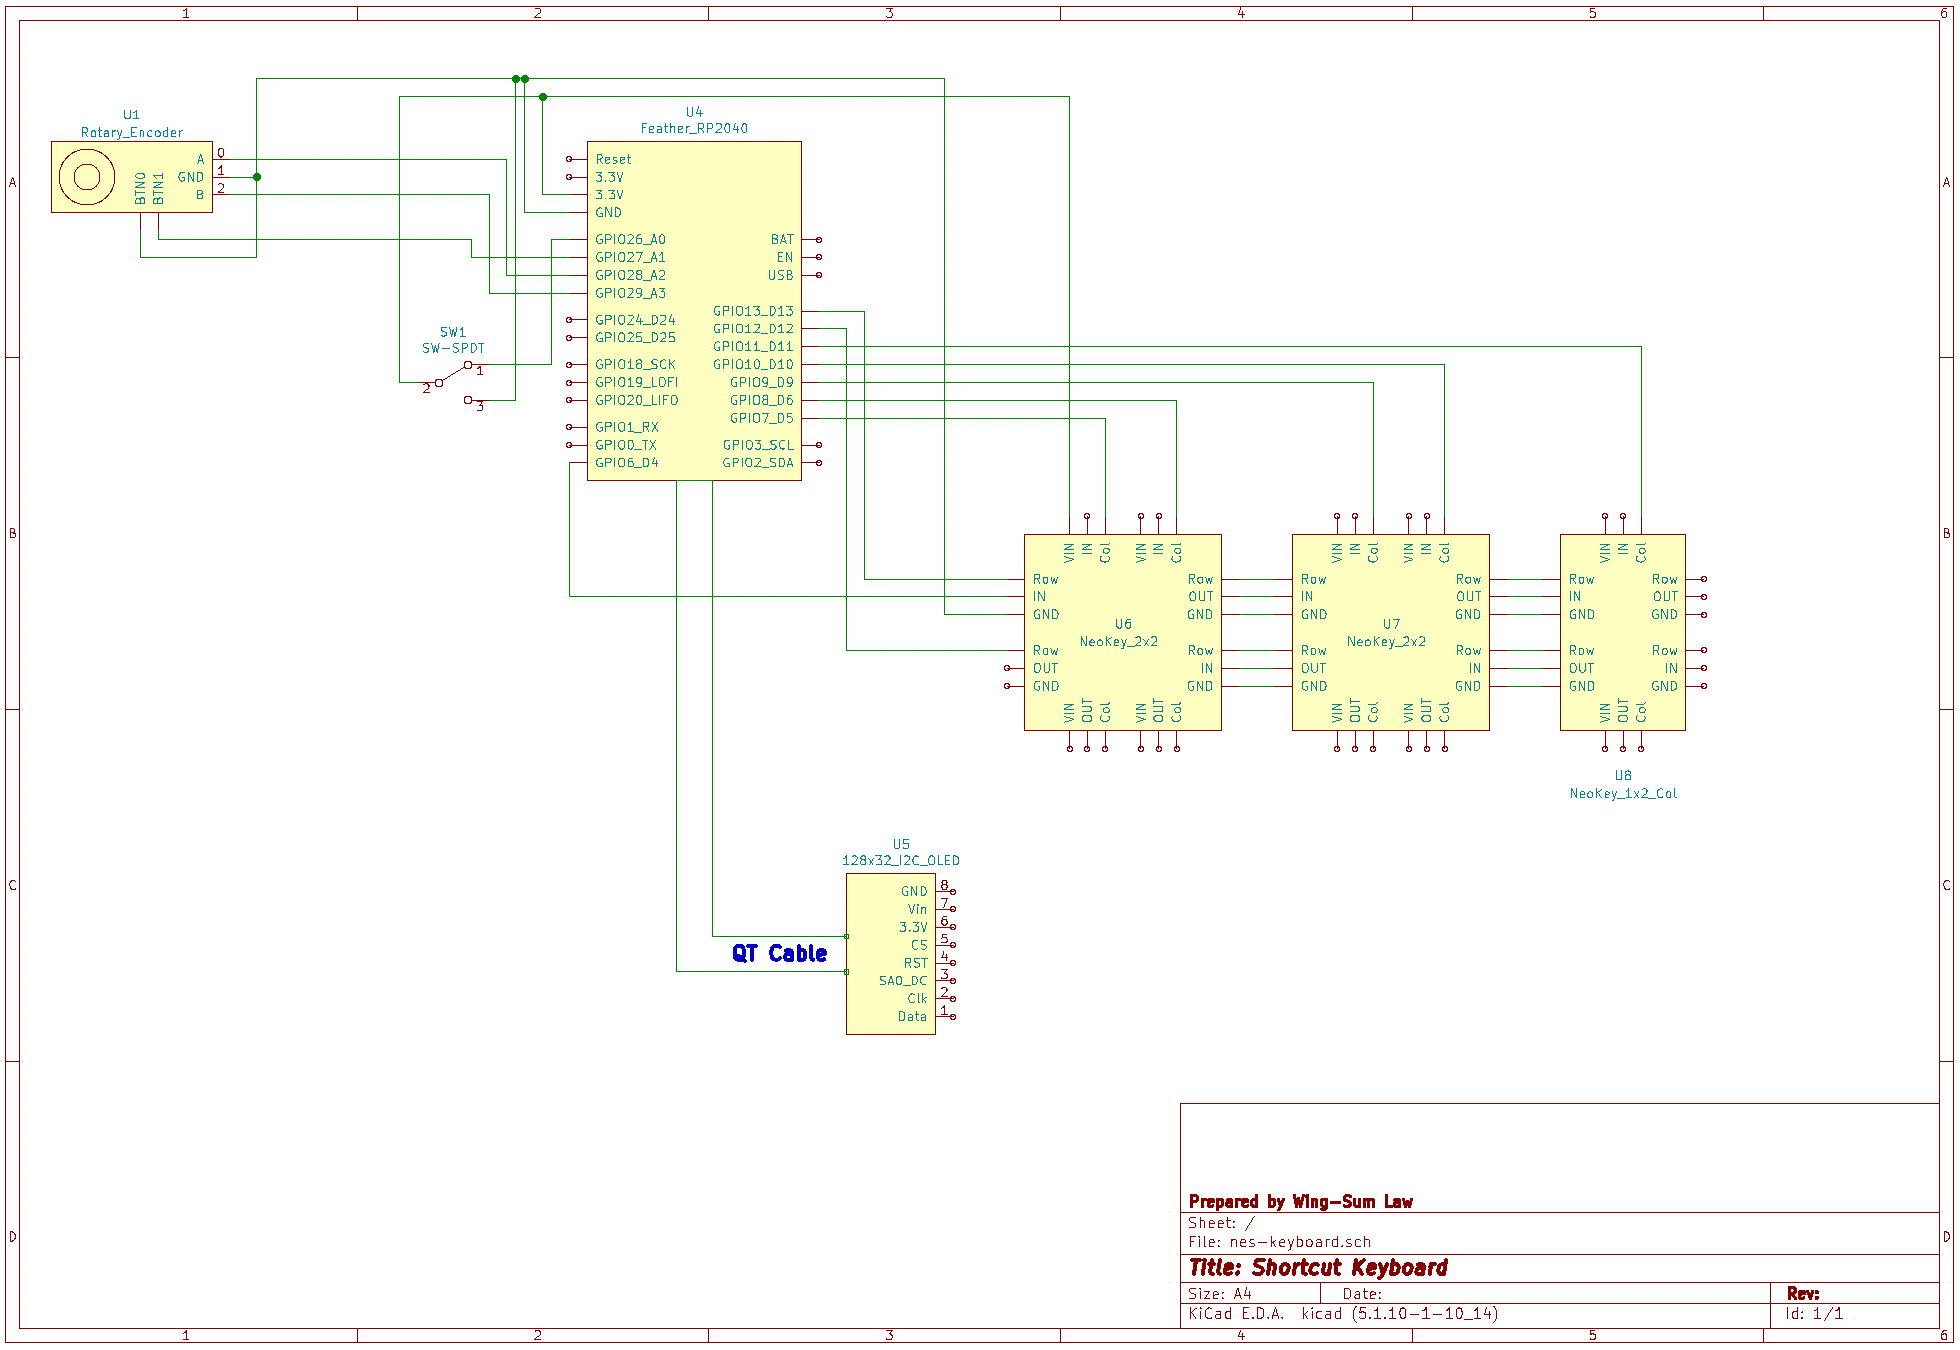 1 2 3 4 5 6
A A
B B
C C
D D
1 2 3 4 5 6
U1
Rotary_Encoder
A 0
GND 1
B 2
BTN0
BTN1
SW1
SW-SPDT
1
2
3
U4
Feather_RP2040
Reset
3.3V
3.3V
GND
GPIO26_A0
GPIO27_A1
GPIO28_A2
GPIO29_A3
GPIO24_D24
GPIO25_D25
GPIO18_SCK
GPIO19_LOFI
GPIO20_LIFO
GPIO1_RX
GPIO0_TX
GPIO6_D4
BAT
EN
USB
GPIO13_D13
GPIO12_D12
GPIO11_D11
GPIO10_D10
GPIO9_D9
GPIO8_D6
GPIO7_D5
GPIO3_SCL
GPIO2_SDA
VIN IN Col VIN IN Col
Row Row
IN OUT
GND GND
U6
NeoKey_2x2
Row Row
OUT IN
GND GND
VIN OUT Col VIN OUT Col
VIN IN Col VIN IN Col
Row Row
IN OUT
GND GND
U7
NeoKey_2x2
Row Row
OUT IN
GND GND
VIN OUT Col VIN OUT Col
VIN IN Col
Row Row
IN OUT
GND GND
Row Row
OUT IN
GND GND
VIN OUT Col
U8
NeoKey_1x2_Col
U5
128x32_I2C_OLED
GND 8
Vin 7
3.3V 6
CS 5
RST 4
SA0_DC 3
Clk 2
Data 1
QT Cable
Prepared by Wing-Sum Law
Sheet: /
File: nes-keyboard.sch
Title: Shortcut Keyboard
Size: A4 Date: Rev:
KiCad E.D.A. kicad (5.1.10-1-10_14) Id: 1/1